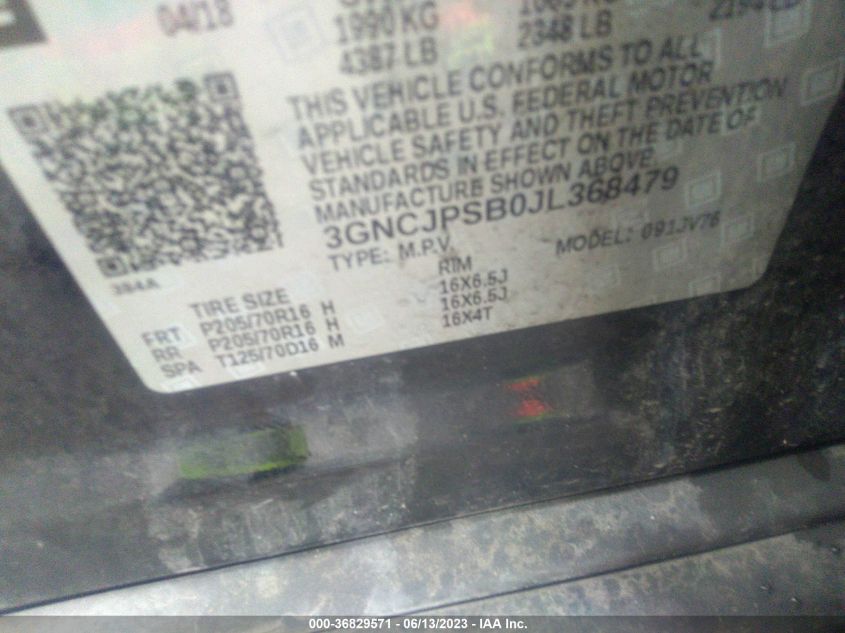 04/18
1990 KG
4387 LB
2348 LB
THIS VEHICLE CONFORMS TO ALL
APPLICABLE U.S. FEDERAL MOTOR
VEHICLE SAFETY AND THEFT PREVENTION
STANDARDS IN EFFECT ON THE DATE OF
MANUFACTURE SHOWN ABOVE.
3GNCJPSB0JL368479
TYPE: M.P.V. MODEL: 091JV76
384A
TIRE SIZE RIM
FRT P205/70R16 H 16X6.5J
RR P205/70R16 H 16X6.5J
SPA T125/70D16 M 16X4T
000-36829571 - 06/13/2023 - IAA Inc.